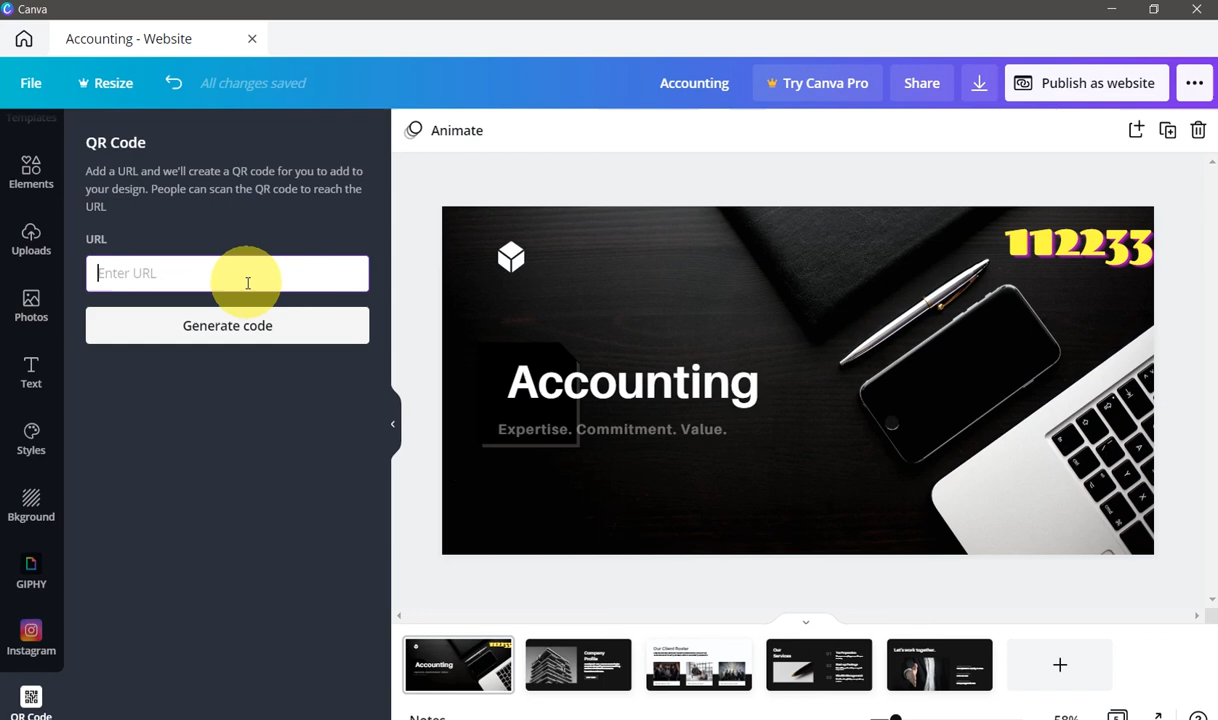 Canva
Accounting - Website
File
Resize
All changes saved
Accounting
Try Canva Pro
Share
Publish as website
Templates
Elements
Uploads
Photos
Text
Styles
Bkground
GIPHY
Instagram
QR Code
QR Code
Add a URL and we'll create a QR code for you to add to
your design. People can scan the QR code to reach the
URL
URL
Enter URL
Generate code
Animate
112233
Accounting
Expertise. Commitment. Value.
Accounting
112233
Company
Profile
Our Client Roster
Our
Services
Let's work together.
Notes
58%
5